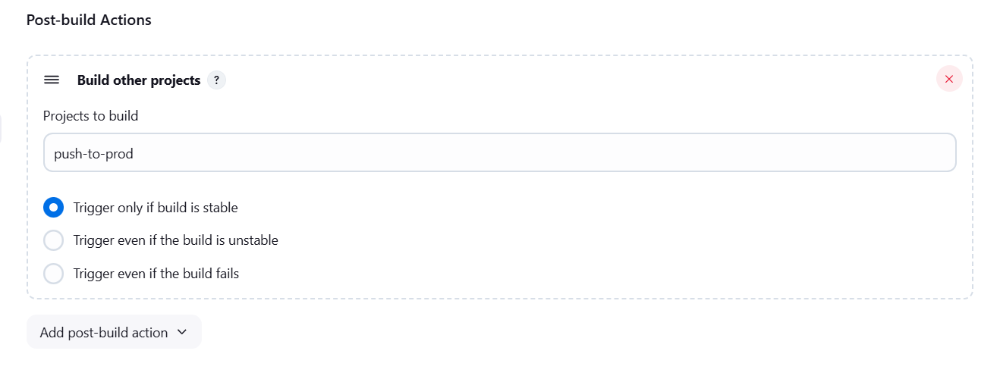 Post-build Actions
Build other projects ?
Projects to build
push-to-prod
Trigger only if build is stable
Trigger even if the build is unstable
Trigger even if the build fails
Add post-build action